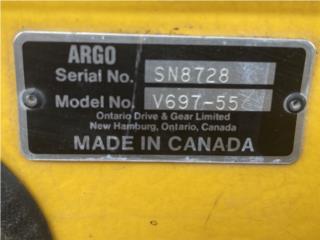 ARGO
Serial No. SN8728
Model No. V697-55
Ontario Drive & Gear Limited
New Hamburg, Ontario, Canada
MADE IN CANADA